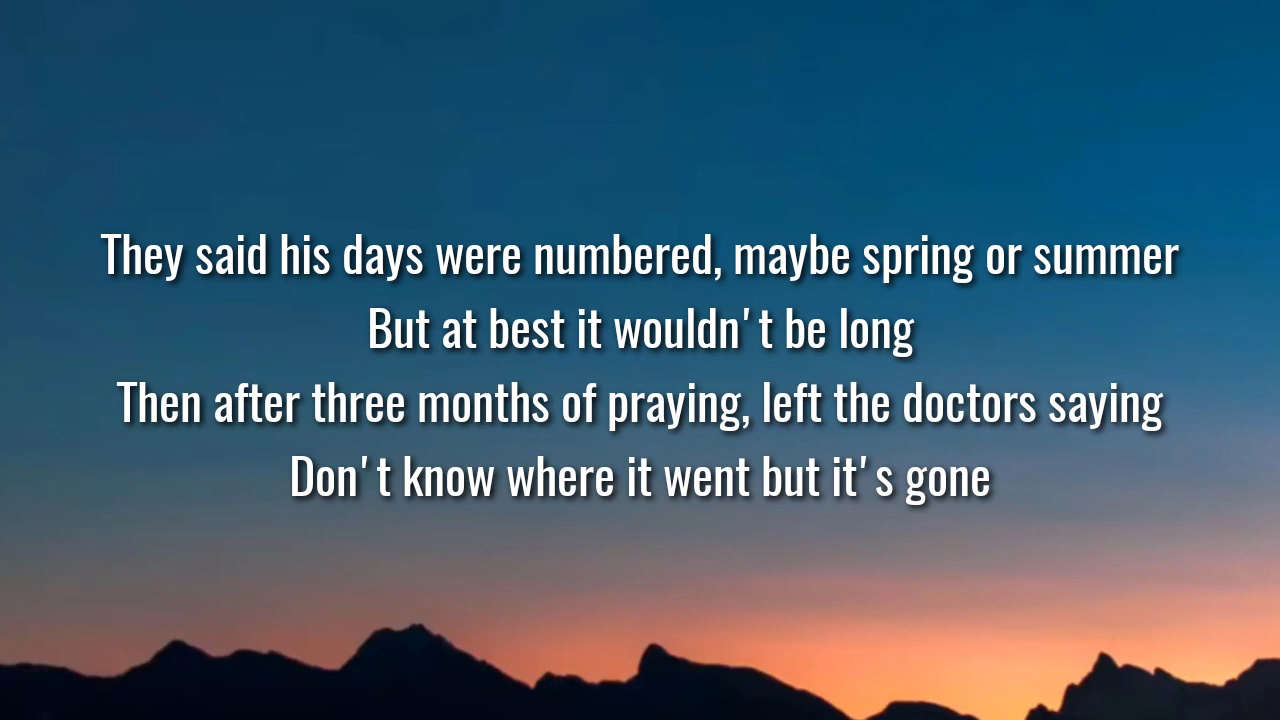 They said his days were numbered, maybe spring or summer
But at best it wouldn't be long
Then after three months of praying, left the doctors saying
Don't know where it went but it's gone